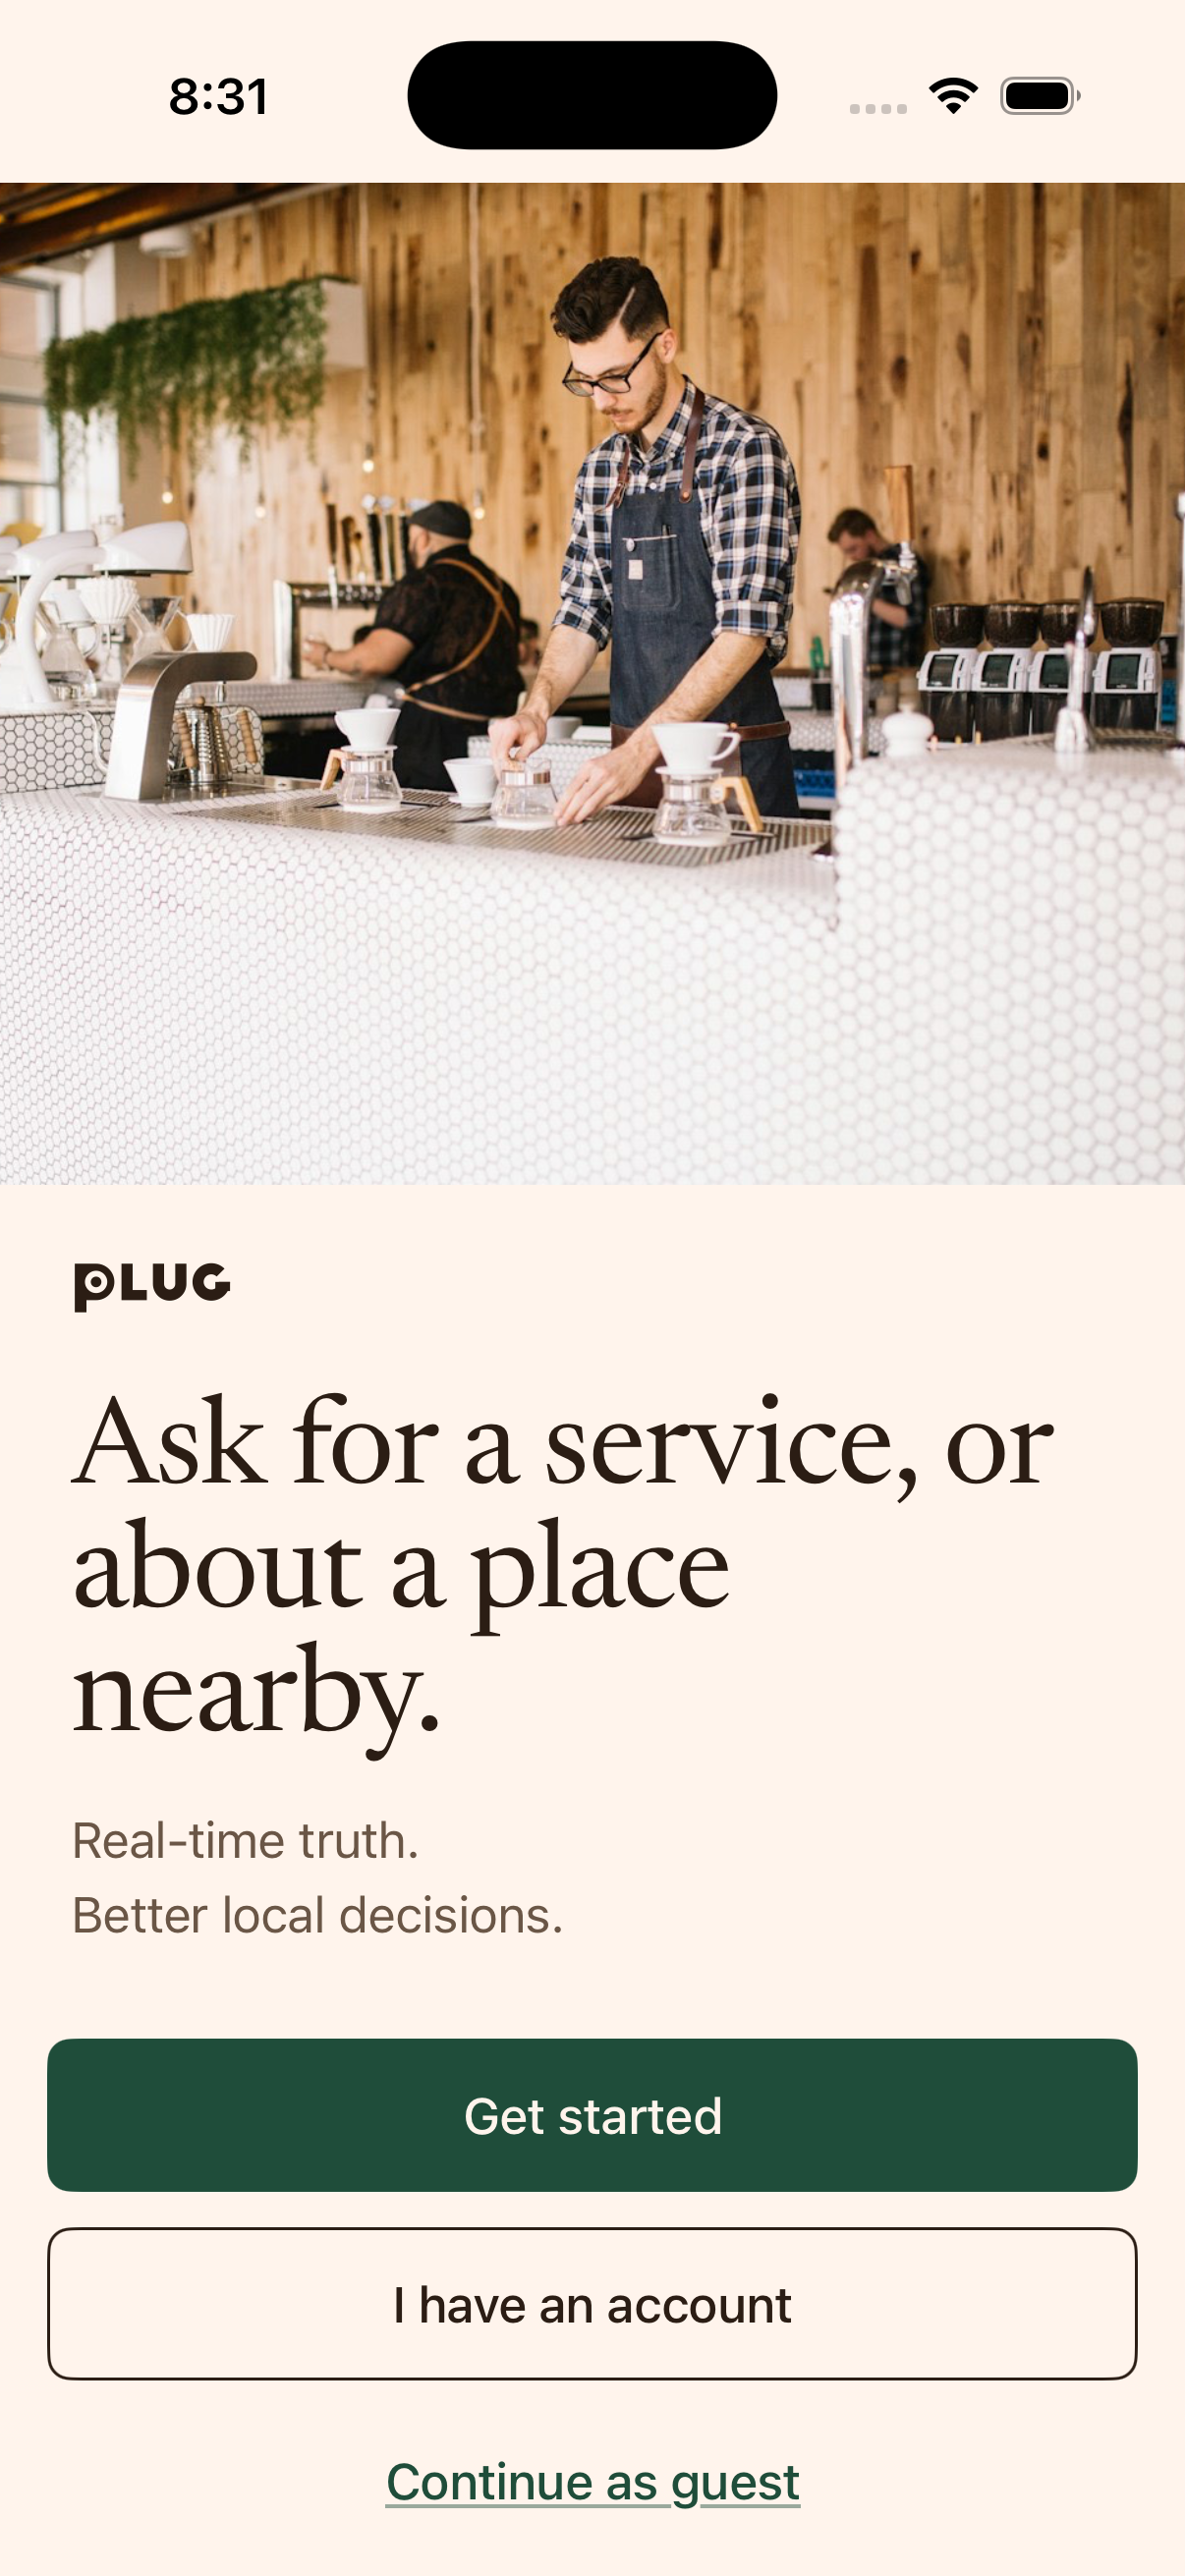 8:31
PLUG
Ask for a service, or
about a place
nearby.
Real-time truth.
Better local decisions.
Get started
I have an account
Continue as guest